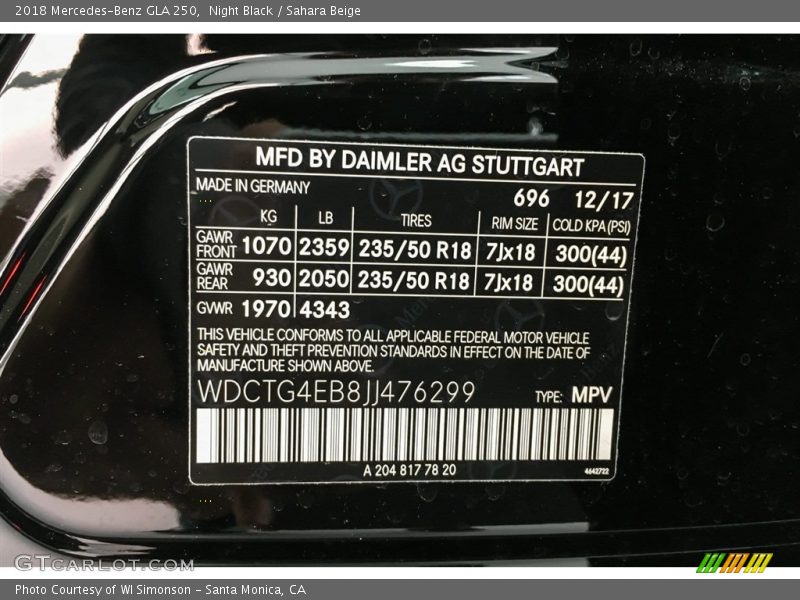 2018 Mercedes-Benz GLA 250,  Night Black / Sahara Beige
MFD BY DAIMLER AG STUTTGART
MADE IN GERMANY
696 12/17
KG LB TIRES RIM SIZE COLD KPA (PSI)
GAWR FRONT 1070 2359 235/50 R18 7Jx18 300(44)
GAWR REAR 930 2050 235/50 R18 7Jx18 300(44)
GVWR 1970 4343
THIS VEHICLE CONFORMS TO ALL APPLICABLE FEDERAL MOTOR VEHICLE
SAFETY AND THEFT PREVENTION STANDARDS IN EFFECT ON THE DATE OF
MANUFACTURE SHOWN ABOVE.
WDCTG4EB8JJ476299 TYPE: MPV
A 204 817 78 20 4642722
GTCARLOT.COM
Photo Courtesy of WI Simonson - Santa Monica, CA